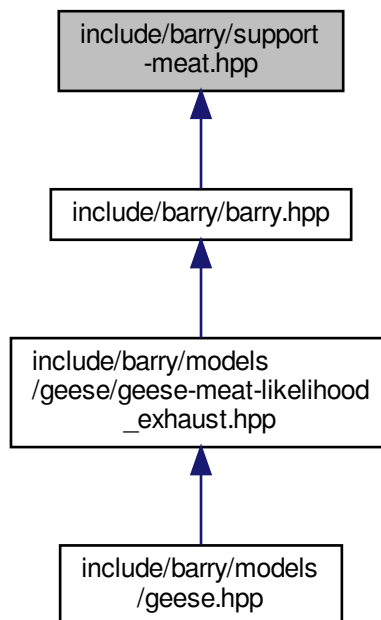 include/barry/support
-meat.hpp
include/barry/barry.hpp
include/barry/models
/geese/geese-meat-likelihood
_exhaust.hpp
include/barry/models
/geese.hpp